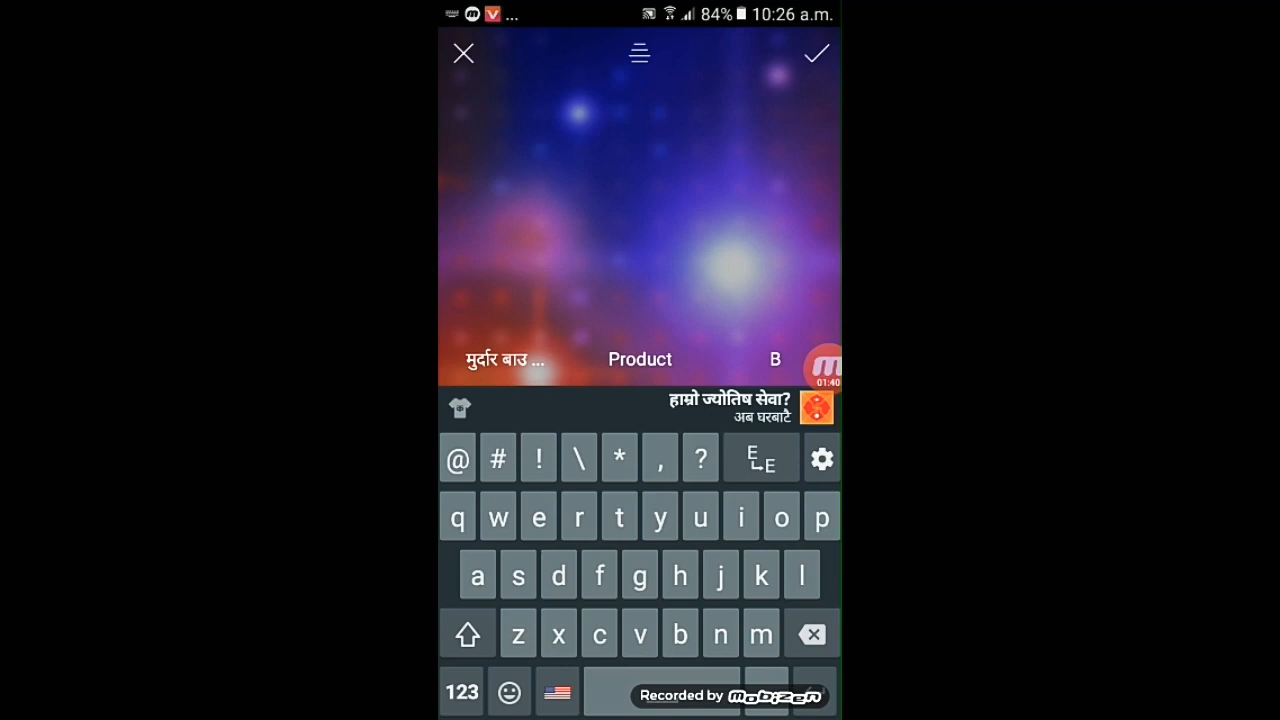 ... 84% 10:26 a.m.
मुर्दार बाउ ... Product B
01:40
हाम्रो ज्योतिष सेवा?
अब घरबाटै
@ # ! \ * , ? E E
q w e r t y u i o p
a s d f g h j k l
z x c v b n m
123 Recorded by mobizen